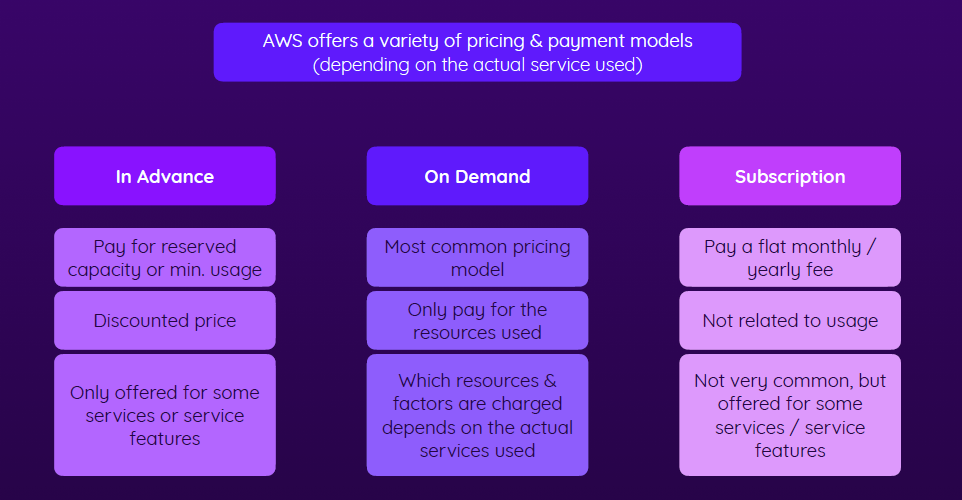 AWS offers a variety of pricing & payment models
(depending on the actual service used)
In Advance
Pay for reserved
capacity or min. usage
Discounted price
Only offered for some
services or service
features
On Demand
Most common pricing
model
Only pay for the
resources used
Which resources &
factors are charged
depends on the actual
services used
Subscription
Pay a flat monthly /
yearly fee
Not related to usage
Not very common, but
offered for some
services / service
features